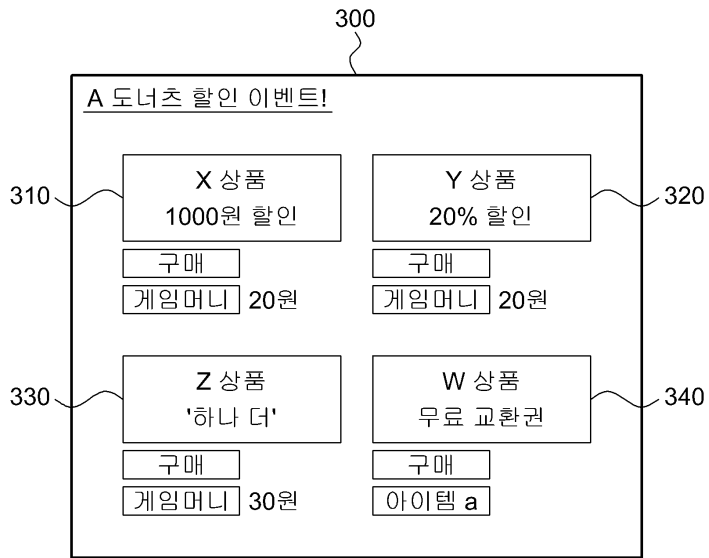 300
A 도너츠 할인 이벤트!
310
X 상품
1000원 할인
구매
게임머니 20원
320
Y 상품
20% 할인
구매
게임머니 20원
330
Z 상품
'하나 더'
구매
게임머니 30원
340
W 상품
무료 교환권
구매
아이템 a